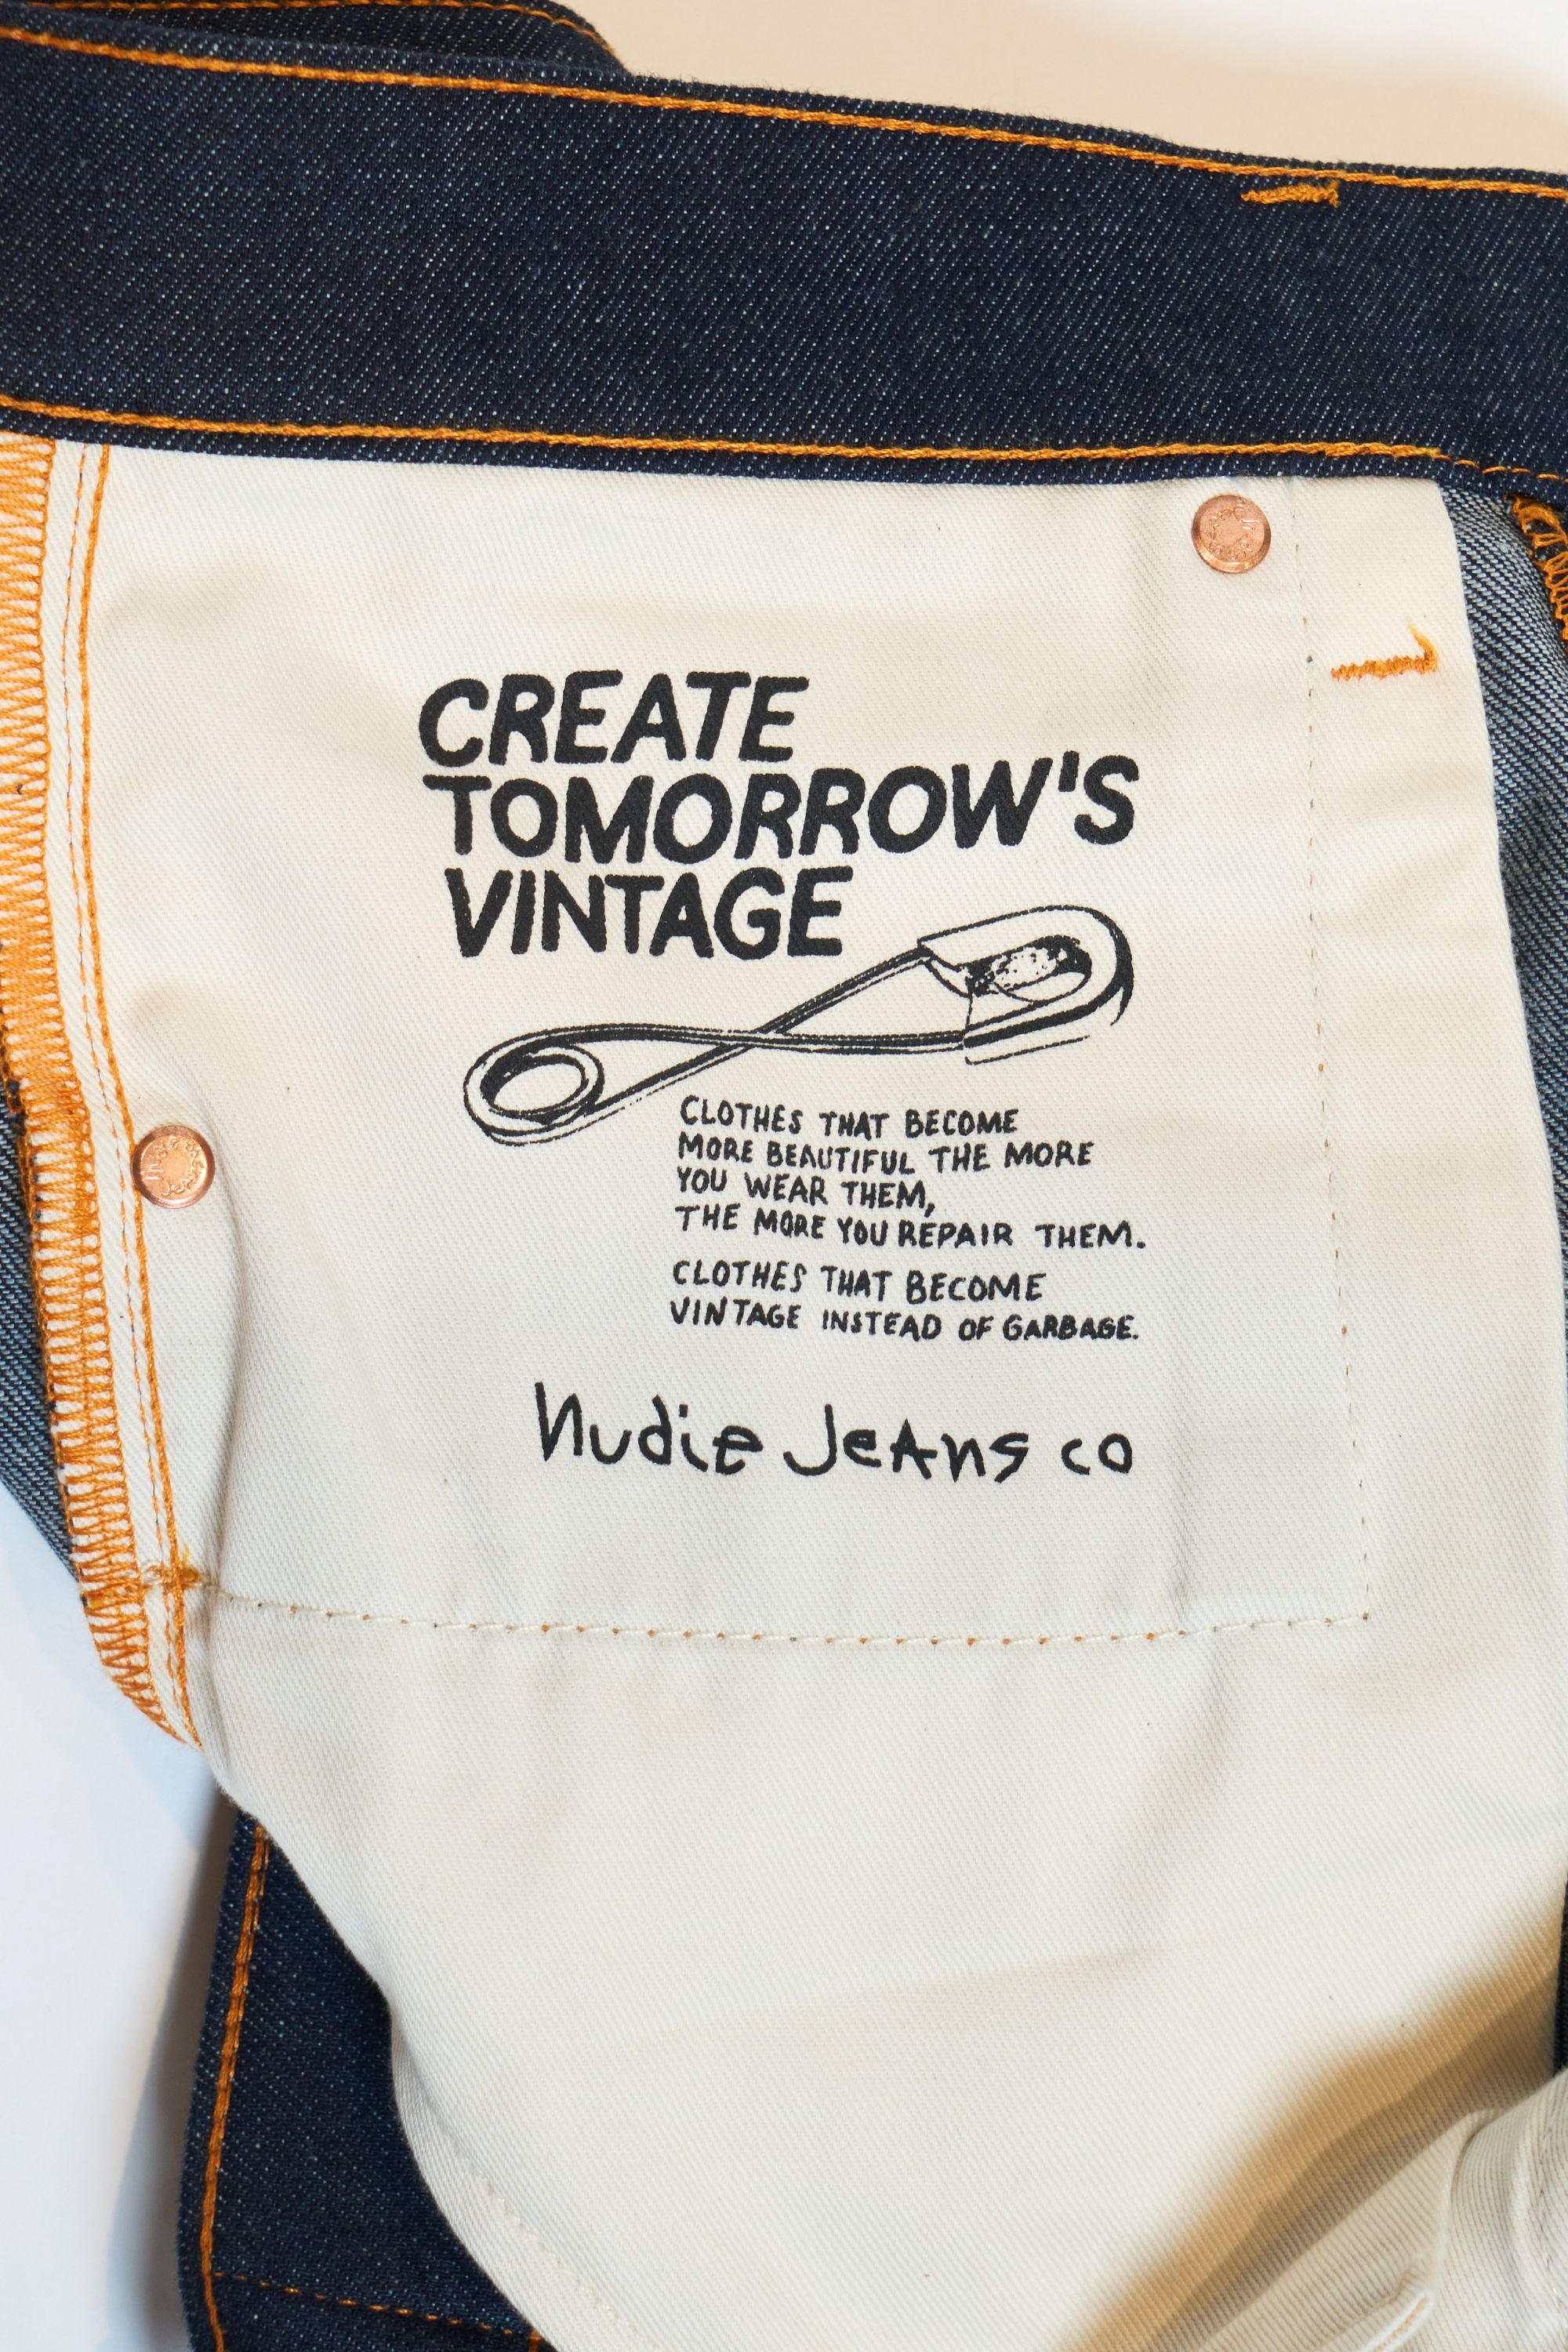 CREATE
TOMORROW'S
VINTAGE
CLOTHES THAT BECOME
MORE BEAUTIFUL THE MORE
YOU WEAR THEM,
THE MORE YOU REPAIR THEM.
CLOTHES THAT BECOME
VINTAGE INSTEAD OF GARBAGE.
Nudie Jeans co